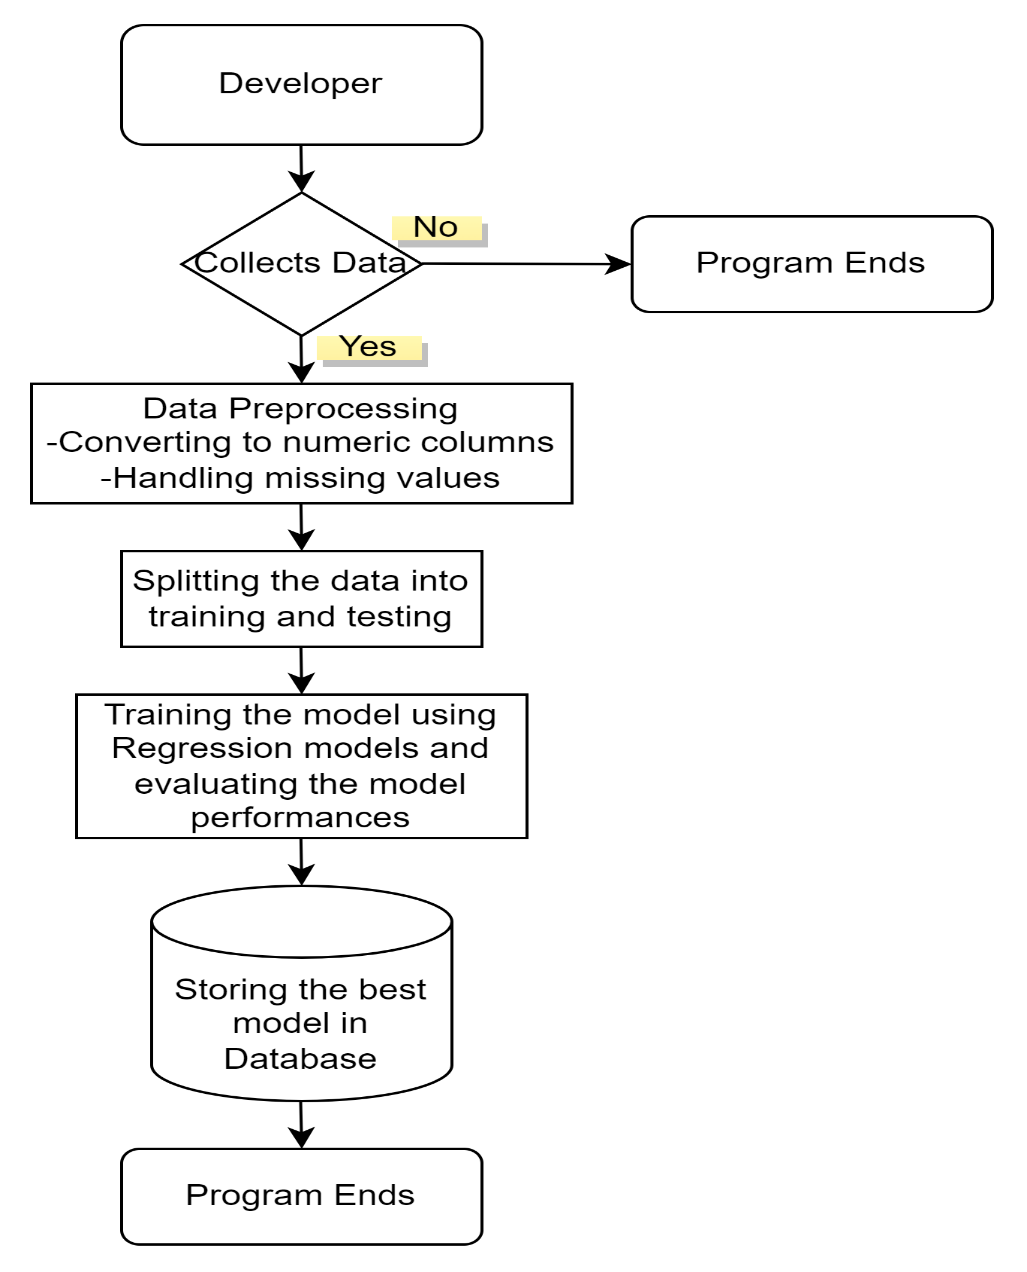 Developer
No
Collects Data
Program Ends
Yes
Data Preprocessing
-Converting to numeric columns
-Handling missing values
Splitting the data into
training and testing
Training the model using
Regression models and
evaluating the model
performances
Storing the best
model in
Database
Program Ends